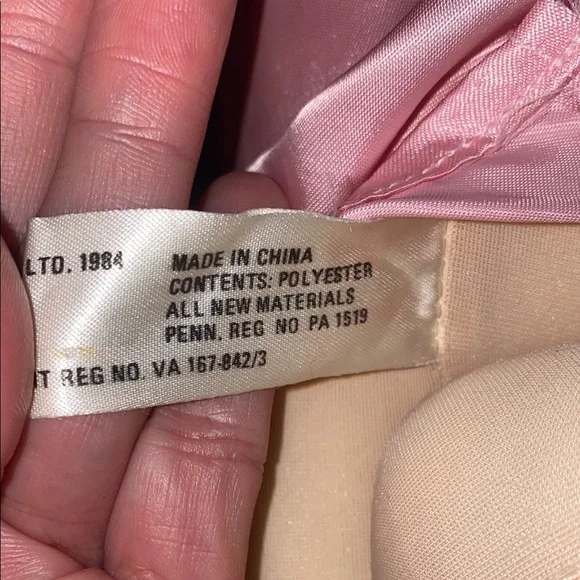 LTD. 1984
MADE IN CHINA
CONTENTS: POLYESTER
ALL NEW MATERIALS
PENN. REG NO PA 1519
REG NO. VA 167-842/3